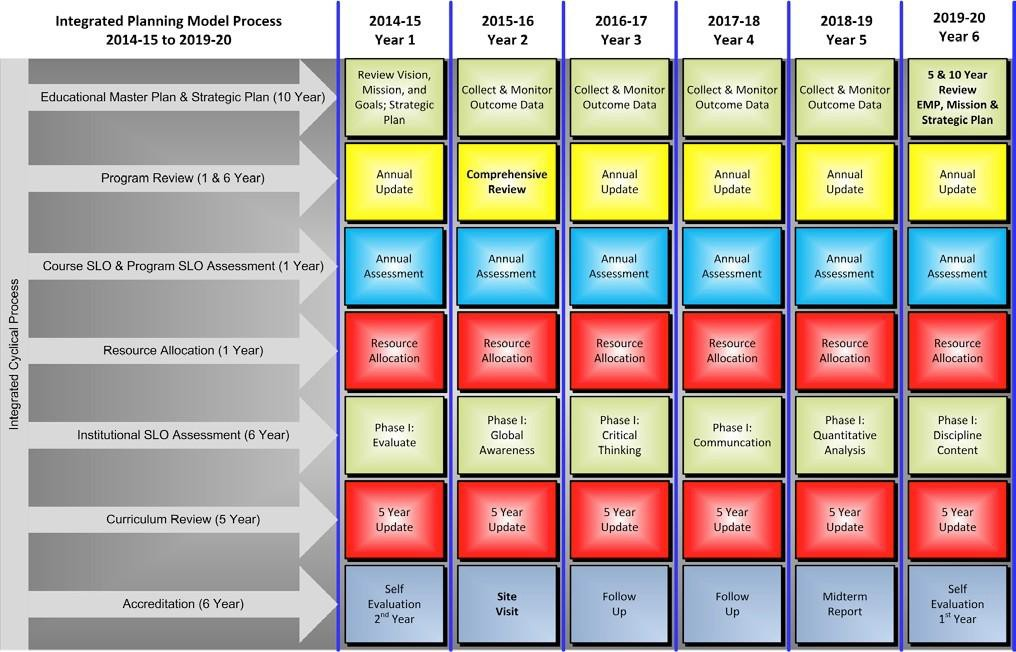 Integrated Planning Model Process
2014-15 to 2019-20
2014-15
Year 1
2015-16
Year 2
2016-17
Year 3
2017-18
Year 4
2018-19
Year 5
2019-20
Year 6
Integrated Cyclical Process
Educational Master Plan & Strategic Plan (10 Year)
Review Vision,
Mission, and
Goals; Strategic
Plan
Collect & Monitor
Outcome Data
Collect & Monitor
Outcome Data
Collect & Monitor
Outcome Data
Collect & Monitor
Outcome Data
5 & 10 Year
Review
EMP, Mission &
Strategic Plan
Program Review (1 & 6 Year)
Annual
Update
Comprehensive
Review
Annual
Update
Annual
Update
Annual
Update
Annual
Update
Course SLO & Program SLO Assessment (1 Year)
Annual
Assessment
Annual
Assessment
Annual
Assessment
Annual
Assessment
Annual
Assessment
Annual
Assessment
Resource Allocation (1 Year)
Resource
Allocation
Resource
Allocation
Resource
Allocation
Resource
Allocation
Resource
Allocation
Resource
Allocation
Institutional SLO Assessment (6 Year)
Phase I:
Evaluate
Phase I:
Global
Awareness
Phase I:
Critical
Thinking
Phase I:
Communcation
Phase I:
Quantitative
Analysis
Phase I:
Discipline
Content
Curriculum Review (5 Year)
5 Year
Update
5 Year
Update
5 Year
Update
5 Year
Update
5 Year
Update
5 Year
Update
Accreditation (6 Year)
Self
Evaluation
2nd Year
Site
Visit
Follow
Up
Follow
Up
Midterm
Report
Self
Evaluation
1st Year